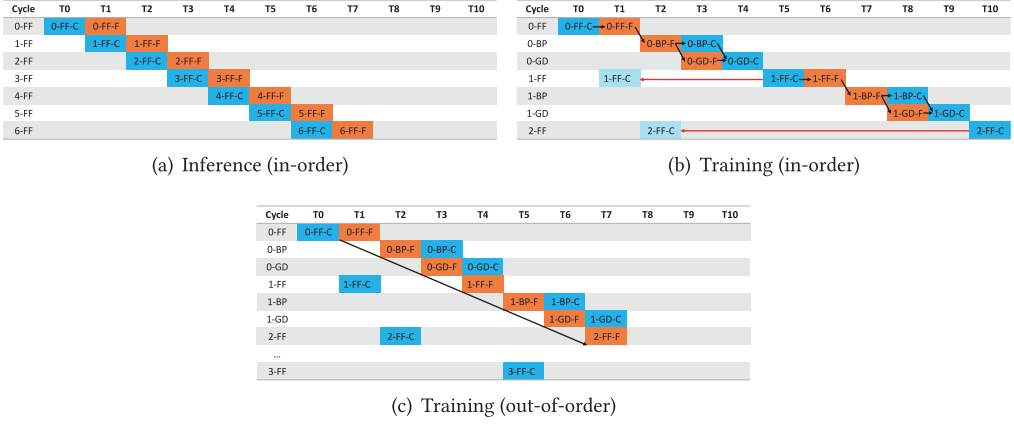 Cycle T0 T1 T2 T3 T4 T5 T6 T7 T8 T9 T10
0-FF 0-FF-C 0-FF-F
1-FF 1-FF-C 1-FF-F
2-FF 2-FF-C 2-FF-F
3-FF 3-FF-C 3-FF-F
4-FF 4-FF-C 4-FF-F
5-FF 5-FF-C 5-FF-F
6-FF 6-FF-C 6-FF-F
(a) Inference (in-order)
Cycle T0 T1 T2 T3 T4 T5 T6 T7 T8 T9 T10
0-FF 0-FF-C 0-FF-F
0-BP 0-BP-F 0-BP-C
0-GD 0-GD-F 0-GD-C
1-FF 1-FF-C 1-FF-C 1-FF-F
1-BP 1-BP-F 1-BP-C
1-GD 1-GD-F 1-GD-C
2-FF 2-FF-C 2-FF-C
(b) Training (in-order)
Cycle T0 T1 T2 T3 T4 T5 T6 T7 T8 T9 T10
0-FF 0-FF-C 0-FF-F
0-BP 0-BP-F 0-BP-C
0-GD 0-GD-F 0-GD-C
1-FF 1-FF-C 1-FF-F
1-BP 1-BP-F 1-BP-C
1-GD 1-GD-F 1-GD-C
2-FF 2-FF-C 2-FF-F
...
3-FF 3-FF-C
(c) Training (out-of-order)